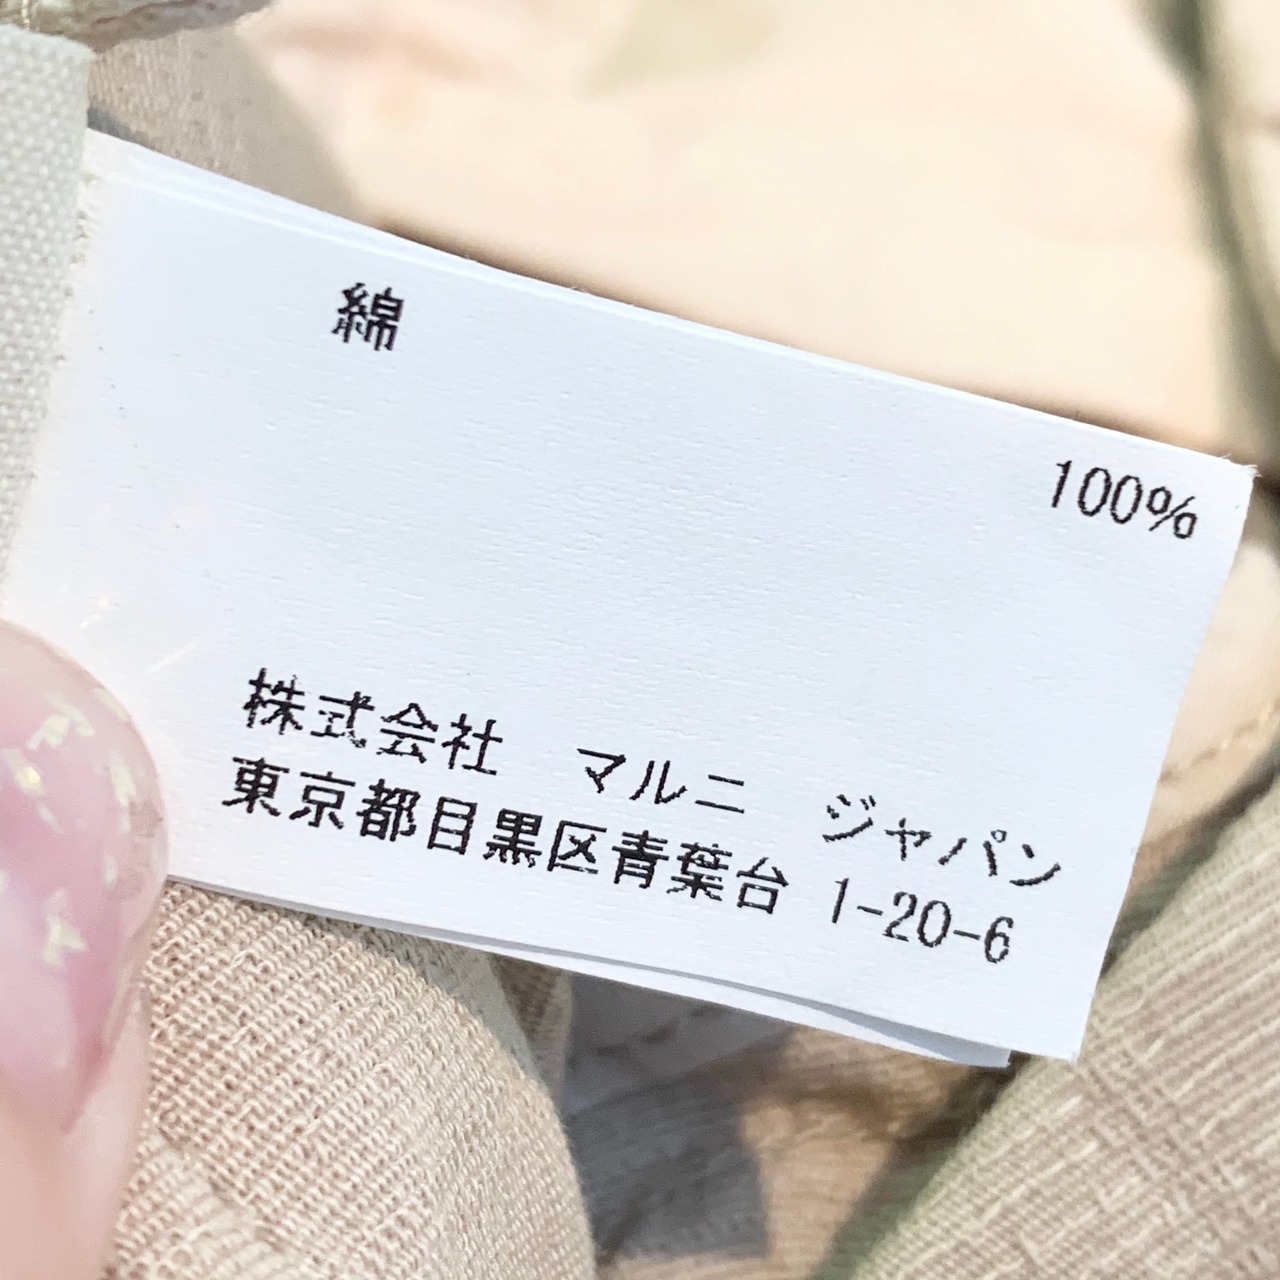 綿 100%
株式会社　マルニ　ジャパン
東京都目黒区青葉台 1-20-6